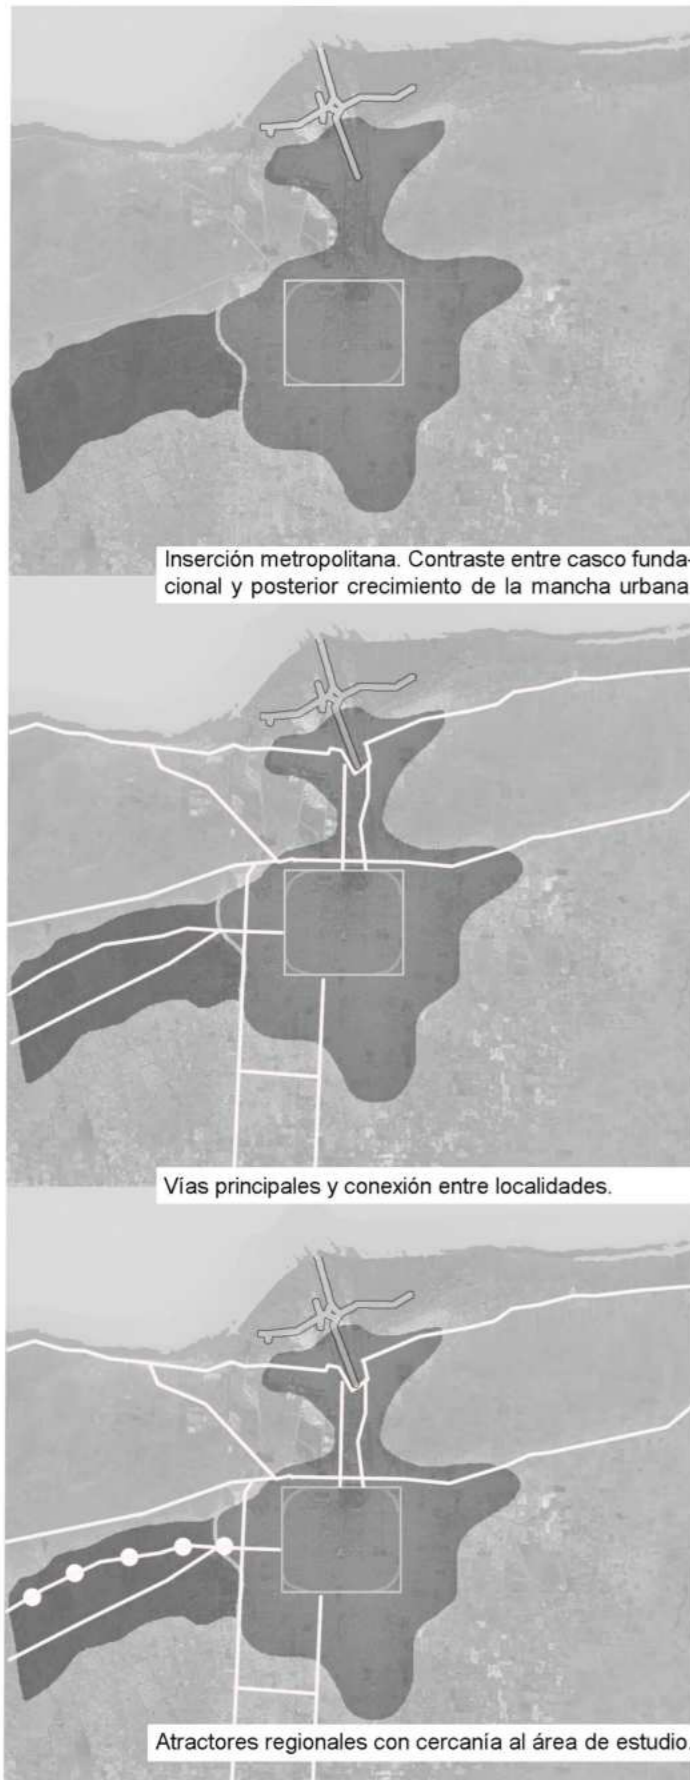 Inserción metropolitana. Contraste entre casco funda-
cional y posterior crecimiento de la mancha urbana.
Vías principales y conexión entre localidades.
Atractores regionales con cercanía al área de estudio.